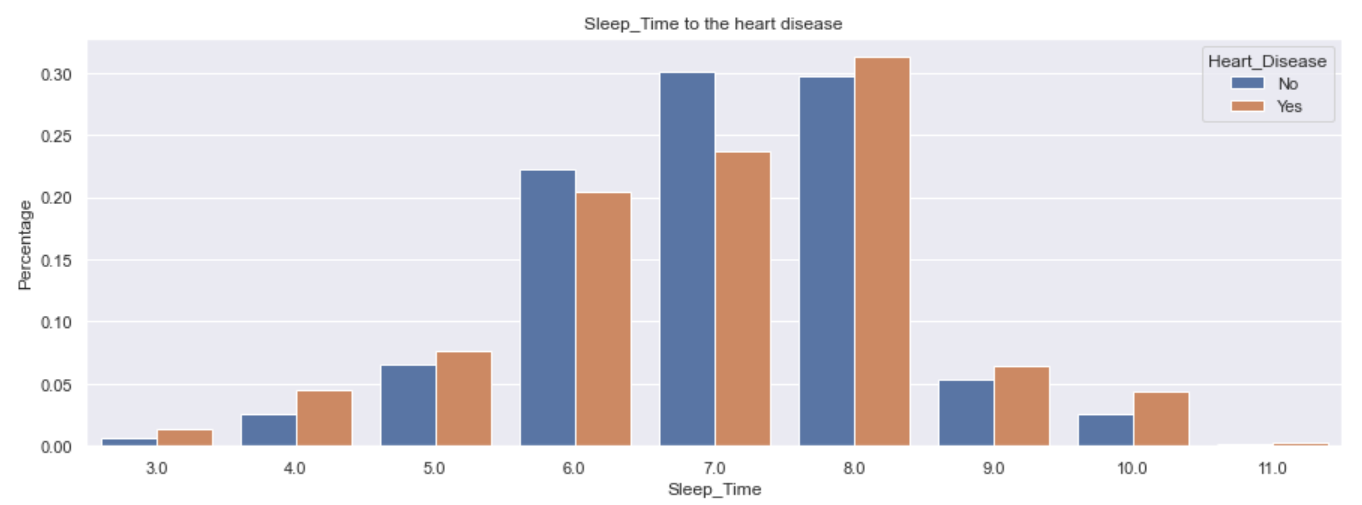 Sleep_Time to the heart disease
Heart_Disease
No
Yes
Percentage
0.30
0.25
0.20
0.15
0.10
0.05
0.00
3.0 4.0 5.0 6.0 7.0 8.0 9.0 10.0 11.0
Sleep_Time